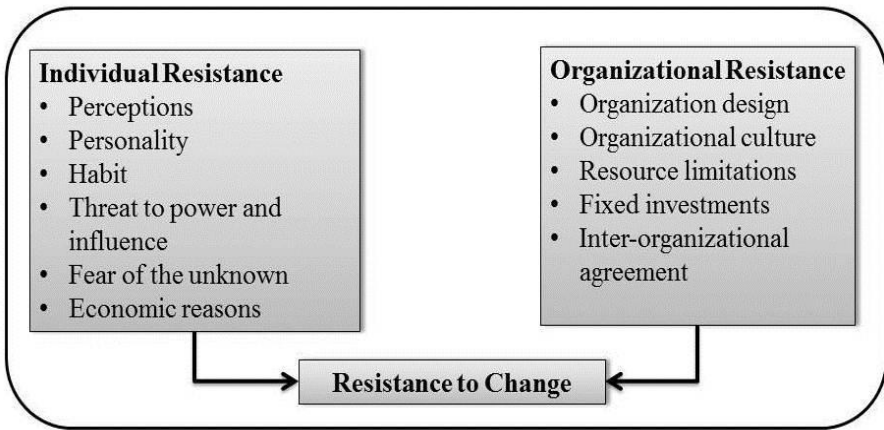 Individual Resistance
• Perceptions
• Personality
• Habit
• Threat to power and
influence
• Fear of the unknown
• Economic reasons
Organizational Resistance
• Organization design
• Organizational culture
• Resource limitations
• Fixed investments
• Inter-organizational
agreement
Resistance to Change